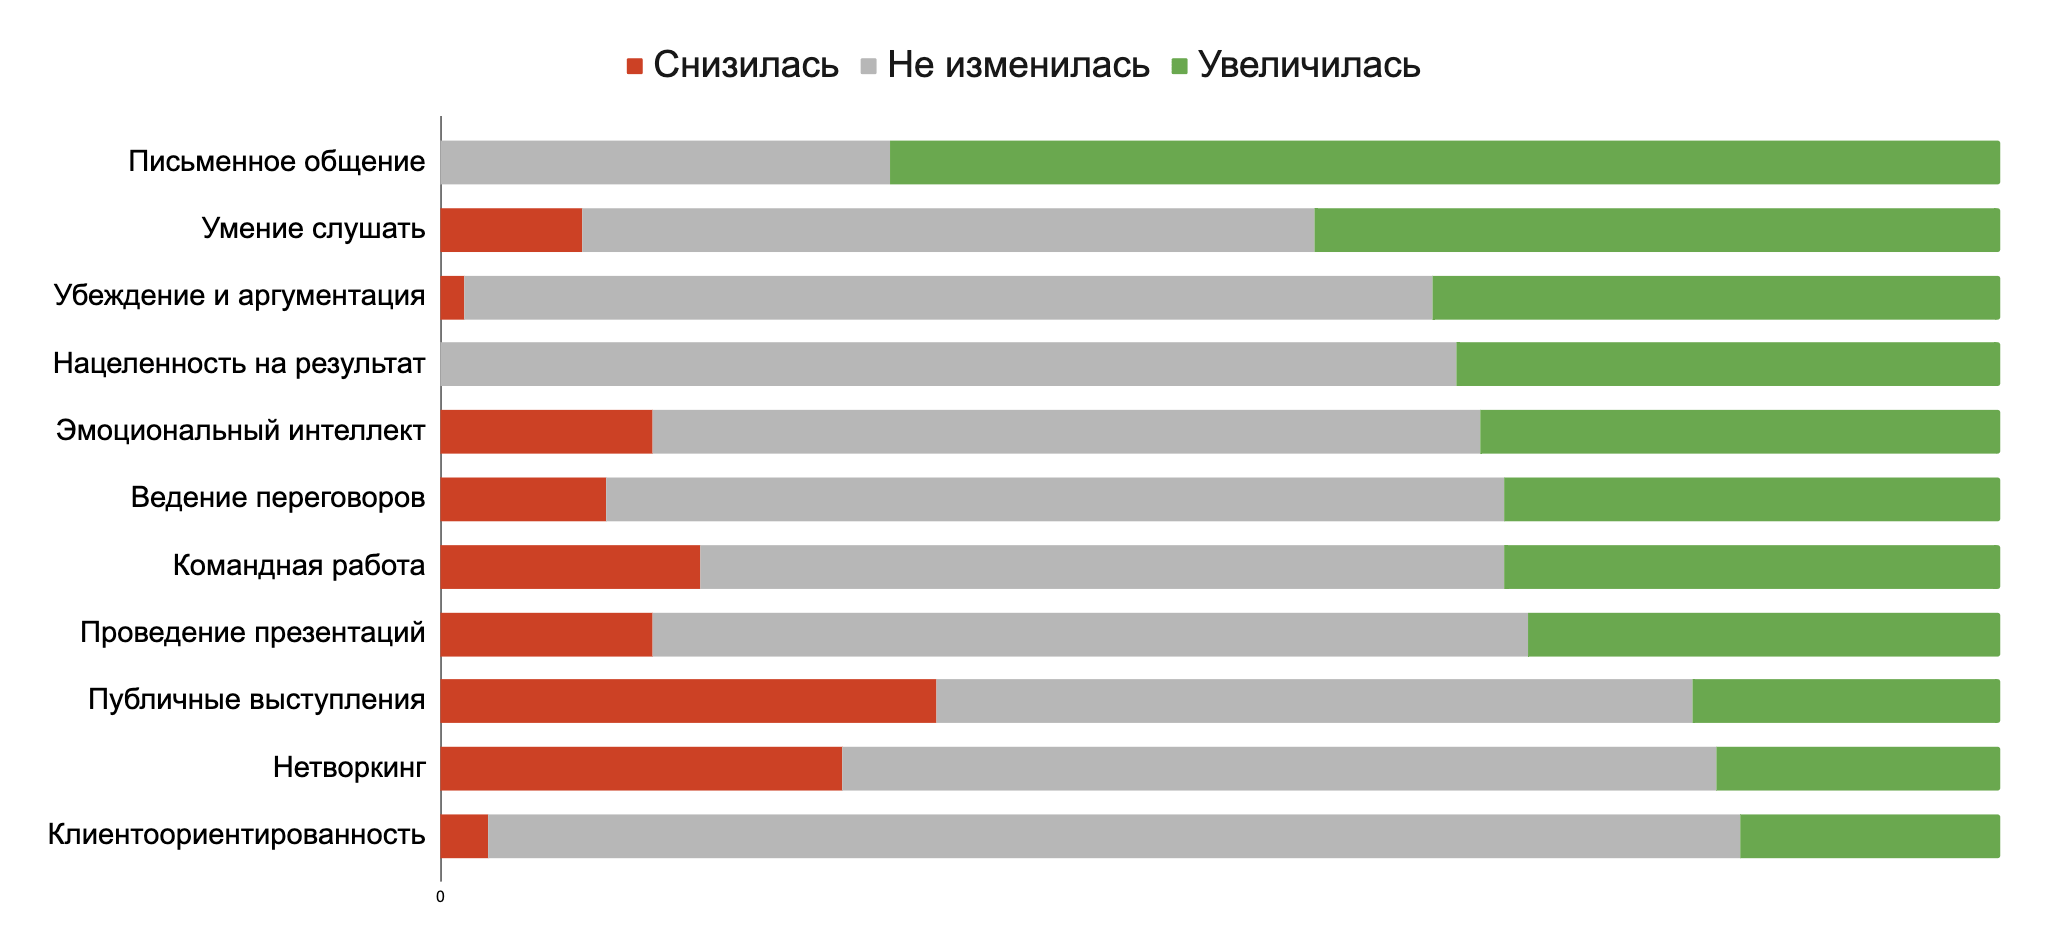 Снизилась Не изменилась Увеличилась
Письменное общение
Умение слушать
Убеждение и аргументация
Нацеленность на результат
Эмоциональный интеллект
Ведение переговоров
Командная работа
Проведение презентаций
Публичные выступления
Нетворкинг
Клиентоориентированность
0